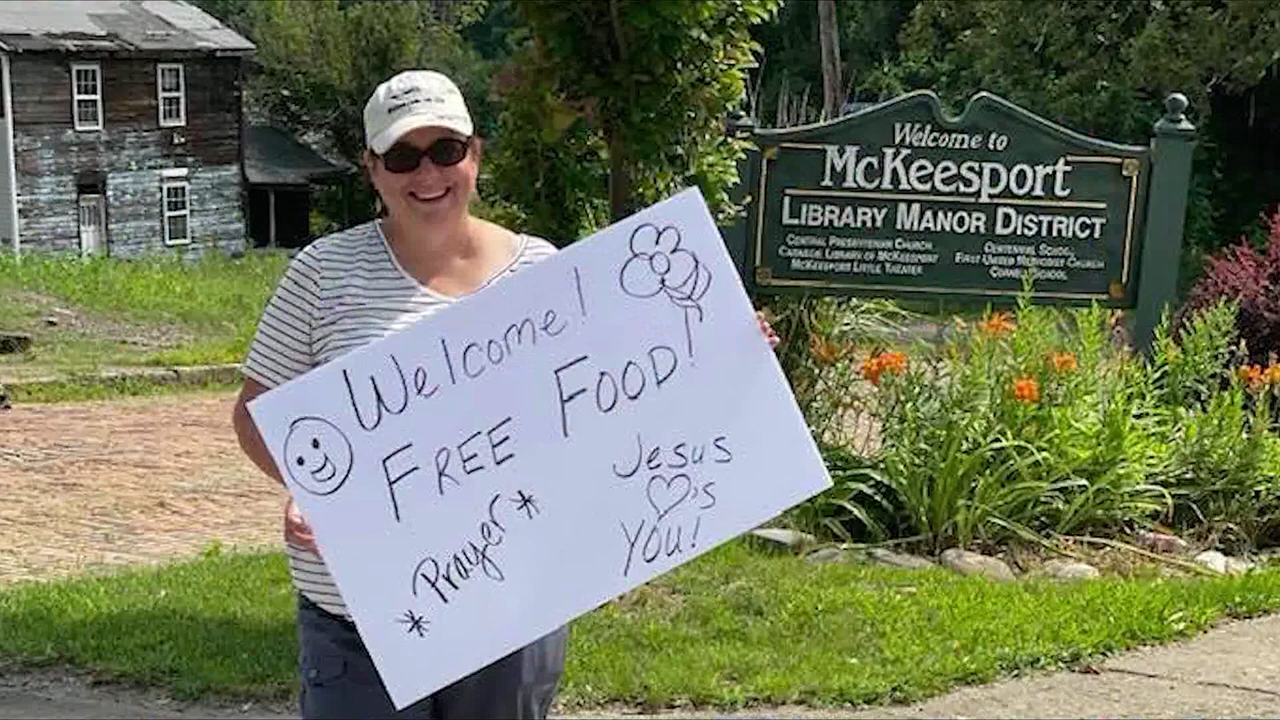 Welcome!
FREE FOOD!
*Prayer*
Jesus
♡'s
YOU!
Welcome to
McKeesport
LIBRARY MANOR DISTRICT
CENTRAL PRESBYTERIAN CHURCH
CARNEGIE LIBRARY OF MCKEESPORT
MCKEESPORT LITTLE THEATER
CENTENNIAL SCHOOL
FIRST UNITED METHODIST CHURCH
CORNELL SCHOOL